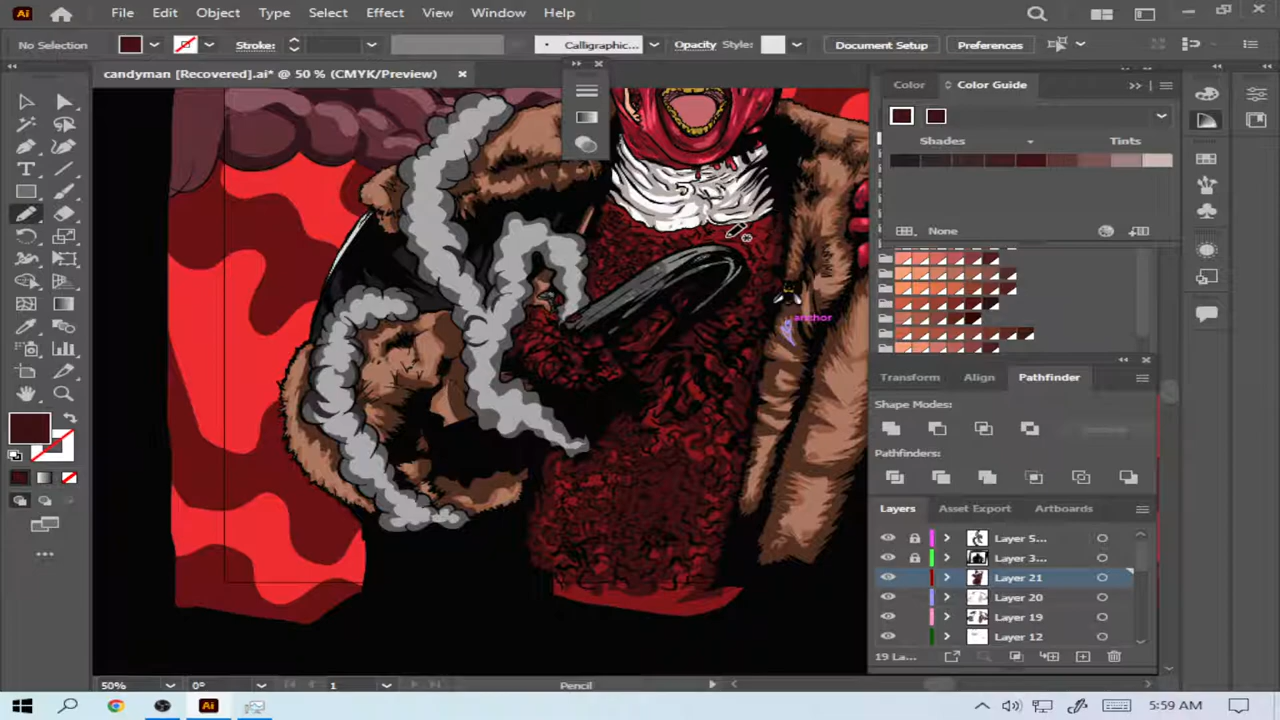 Ai File Edit Object Type Select Effect View Window Help
No Selection Stroke: Calligraphic... Opacity Style: Document Setup Preferences
candyman [Recovered].ai* @ 50 % (CMYK/Preview)
Color Color Guide
Shades Tints
None
anchor
Transform Align Pathfinder
Shape Modes:
Pathfinders:
Layers Asset Export Artboards
Layer 5...
Layer 3...
Layer 21
Layer 20
Layer 19
Layer 12
19 La...
50% 0° 1 Pencil
Ai 5:59 AM